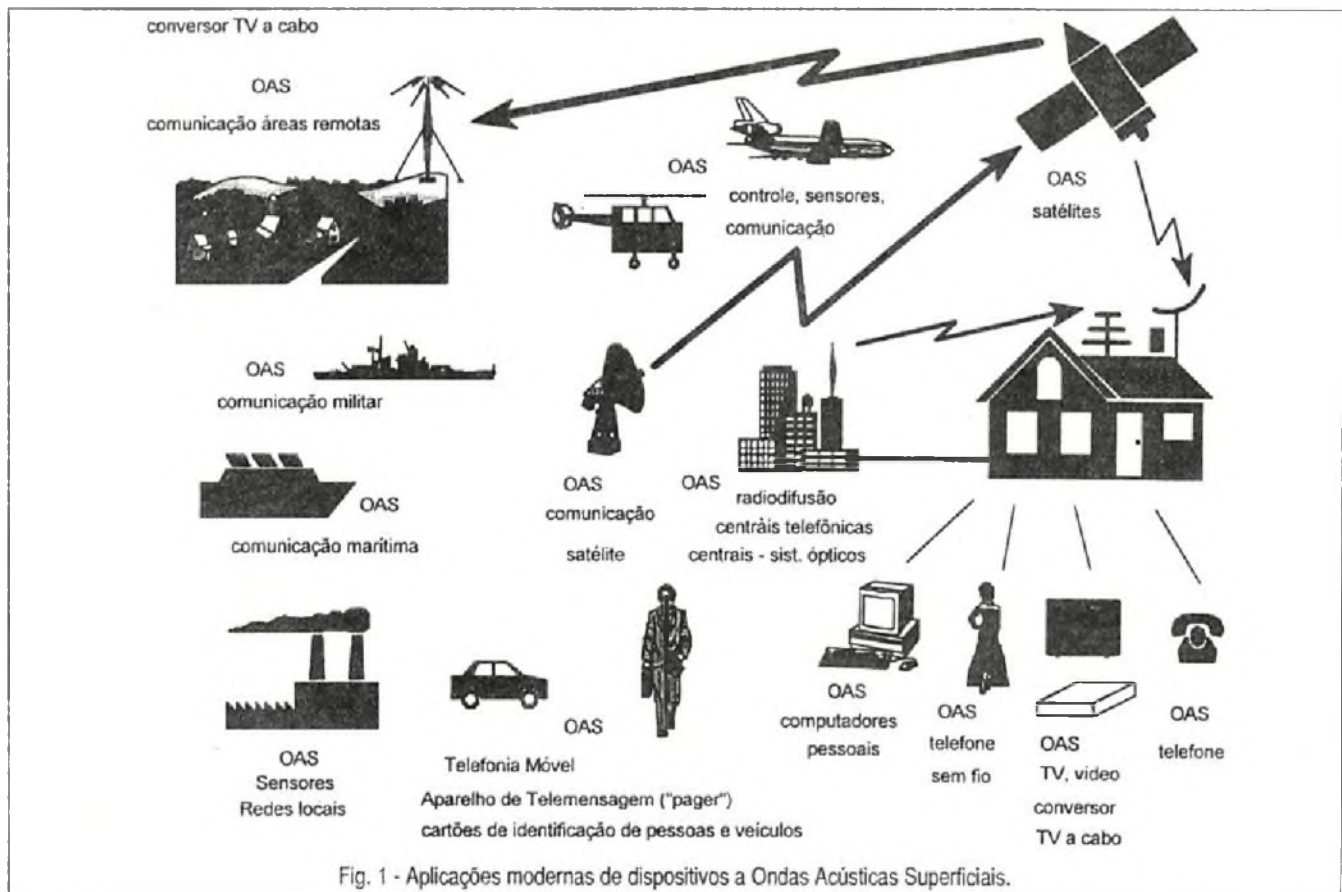 conversor TV a cabo
OAS
comunicação áreas remotas
OAS
controle, sensores,
comunicação
OAS
satélites
OAS
comunicação militar
OAS
comunicação marítima
OAS
comunicação
satélite
OAS
radiodifusão
centráis telefônicas
centrais - sist. ópticos
OAS
Sensores
Redes locais
OAS
Telefonia Móvel
Aparelho de Telemensagem ("pager")
cartões de identificação de pessoas e veículos
OAS
computadores
pessoais
OAS
telefone
sem fio
OAS
TV, video
conversor
TV a cabo
OAS
telefone
Fig. 1 - Aplicações modernas de dispositivos a Ondas Acústicas Superficiais.